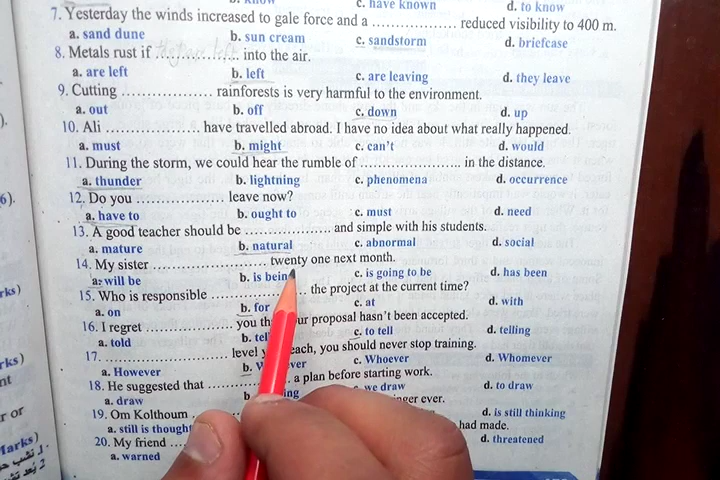 b. know c. have known d. to know
7. Yesterday the winds increased to gale force and a ................ reduced visibility to 400 m.
a. sand dune b. sun cream c. sandstorm d. briefcase
8. Metals rust if ................ into the air.
a. are left b. left c. are leaving d. they leave
9. Cutting ................ rainforests is very harmful to the environment.
a. out b. off c. down d. up
10. Ali ................ have travelled abroad. I have no idea about what really happened.
a. must b. might c. can't d. would
11. During the storm, we could hear the rumble of ................ in the distance.
a. thunder b. lightning c. phenomena d. occurrence
12. Do you ................ leave now?
a. have to b. ought to c. must d. need
13. A good teacher should be ................ and simple with his students.
a. mature b. natural c. abnormal d. social
14. My sister ................ twenty one next month.
a. will be b. is bein c. is going to be d. has been
15. Who is responsible ................ the project at the current time?
a. on b. for c. at d. with
16. I regret ................ you th ur proposal hasn't been accepted.
a. told b. tel c. to tell d. telling
17. ................ level y each, you should never stop training.
a. However b. ver c. Whoever d. Whomever
18. He suggested that ................ a plan before starting work.
a. draw b ing we draw d. to draw
19. Om Kolthoum ger ever.
a. still is thought d. is still thinking
20. My friend .... had made.
a. warned d. threatened